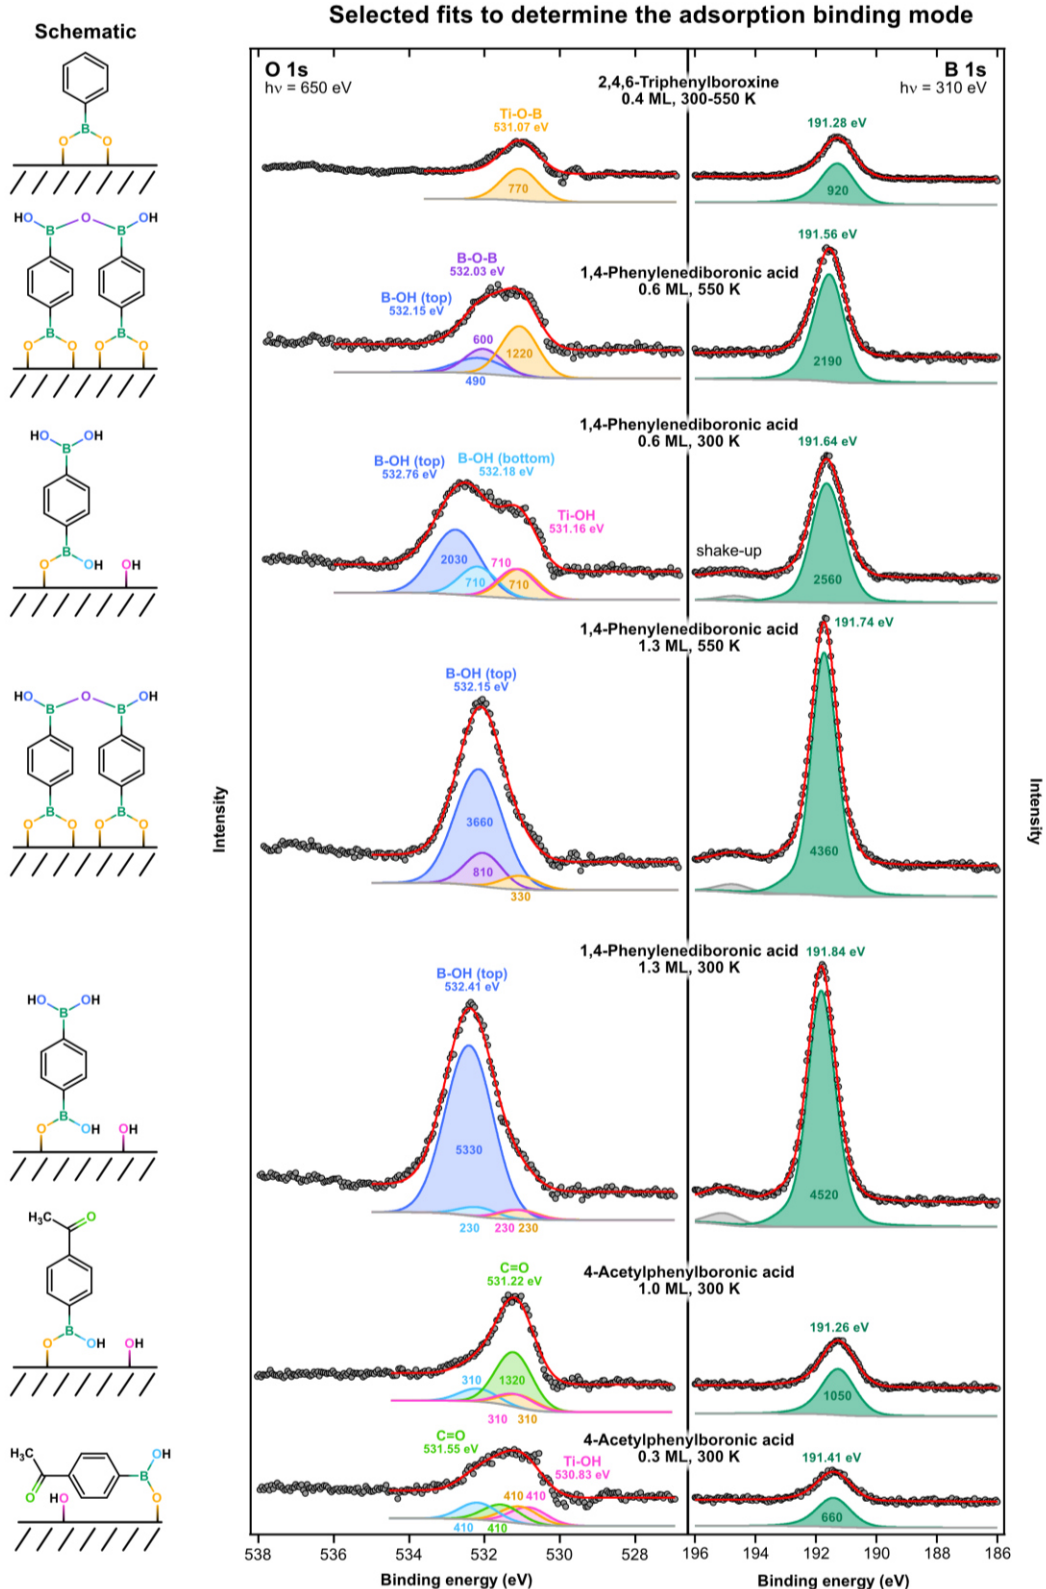 Selected fits to determine the adsorption binding mode
Schematic
O 1s
hν = 650 eV
B 1s
hν = 310 eV
2,4,6-Triphenylboroxine
0.4 ML, 300-550 K
Ti-O-B
531.07 eV
770
191.28 eV
920
B
O O
1,4-Phenylenediboronic acid
0.6 ML, 550 K
B-O-B
532.03 eV
B-OH (top)
532.15 eV
600
1220
490
191.56 eV
2190
HO O OH
B B
B B
O O O O
1,4-Phenylenediboronic acid
0.6 ML, 300 K
B-OH (top)
532.76 eV
B-OH (bottom)
532.18 eV
Ti-OH
531.16 eV
2030
710
710
710
191.64 eV
shake-up
2560
HO OH
B
B
O OH OH
1,4-Phenylenediboronic acid
1.3 ML, 550 K
B-OH (top)
532.15 eV
3660
810
330
191.74 eV
4360
HO O OH
B B
B B
O O O O
Intensity
Intensity
1,4-Phenylenediboronic acid
1.3 ML, 300 K
B-OH (top)
532.41 eV
5330
230
230 230
191.84 eV
4520
HO OH
B
B
O OH OH
4-Acetylphenylboronic acid
1.0 ML, 300 K
C=O
531.22 eV
310
1320
310 310
191.26 eV
1050
H₃C O
B
O OH OH
4-Acetylphenylboronic acid
0.3 ML, 300 K
C=O
531.55 eV
Ti-OH
530.83 eV
410 410
410 410
191.41 eV
660
H₃C OH
B
O HO O
538 536 534 532 530 528 196 194 192 190 188 186
Binding energy (eV) Binding energy (eV)